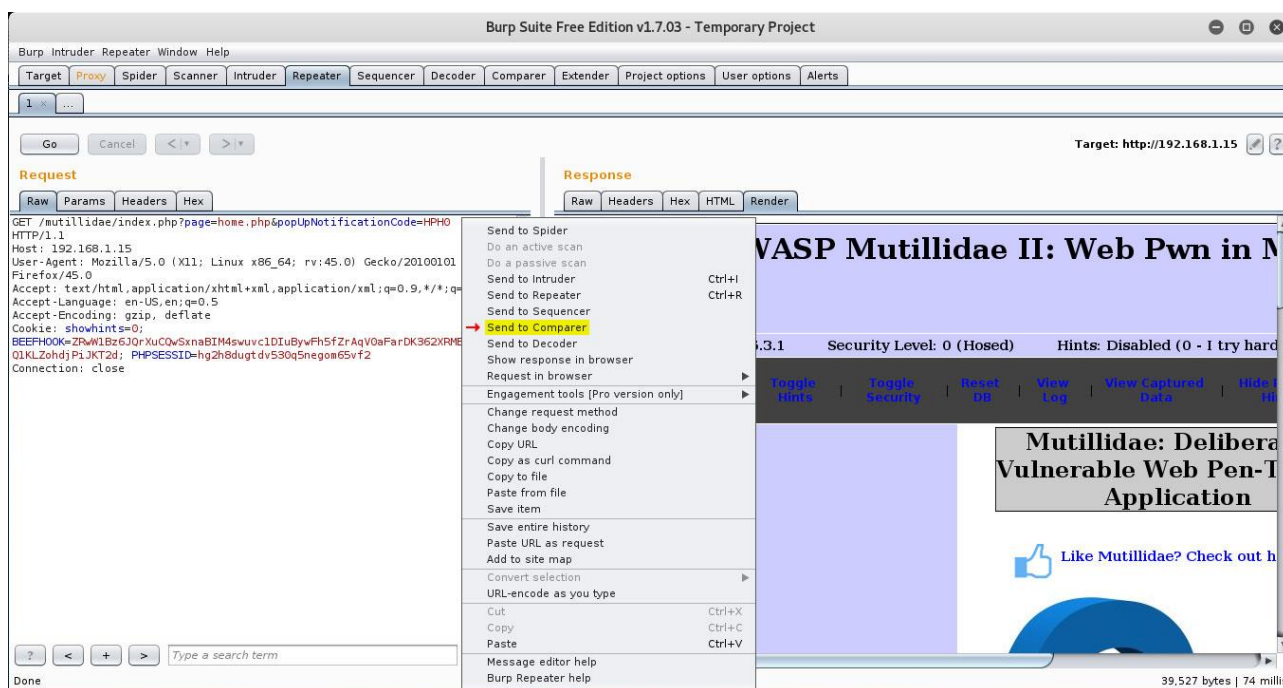 Burp Suite Free Edition v1.7.03 - Temporary Project
Burp Intruder Repeater Window Help
Target Proxy Spider Scanner Intruder Repeater Sequencer Decoder Comparer Extender Project options User options Alerts
1 × ...
Go Cancel < > Target: http://192.168.1.15 ?
Request
Raw Params Headers Hex
GET /mutillidae/index.php?page=home.php&popUpNotificationCode=HPH0
HTTP/1.1
Host: 192.168.1.15
User-Agent: Mozilla/5.0 (X11; Linux x86_64; rv:45.0) Gecko/20100101
Firefox/45.0
Accept: text/html,application/xhtml+xml,application/xml;q=0.9,*/*;q=
Accept-Language: en-US,en;q=0.5
Accept-Encoding: gzip, deflate
Cookie: showhints=0;
BEEFHOOK=ZRwW1Bz6JQrXuCQwSxnaBIM4swuvc1DIuBywFh5fZrAqV0aFarDK362XRME
Q1KLZohdjPiJKT2d; PHPSESSID=hg2h8dugtdv530q5negom65vf2
Connection: close
Send to Spider
Do an active scan
Do a passive scan
Send to Intruder Ctrl+I
Send to Repeater Ctrl+R
Send to Sequencer
Send to Comparer
Send to Decoder
Show response in browser
Request in browser
Engagement tools [Pro version only]
Change request method
Change body encoding
Copy URL
Copy as curl command
Copy to file
Paste from file
Save item
Save entire history
Paste URL as request
Add to site map
Convert selection
URL-encode as you type
Cut Ctrl+X
Copy Ctrl+C
Paste Ctrl+V
Message editor help
Burp Repeater help
Response
Raw Headers Hex HTML Render
WASP Mutillidae II: Web Pwn in M
.3.1 Security Level: 0 (Hosed) Hints: Disabled (0 - I try hard
Toggle Hints | Toggle Security | Reset DB | View Log | View Captured Data | Hide
Mutillidae: Delibera
Vulnerable Web Pen-T
Application
Like Mutillidae? Check out h
? < + > Type a search term
Done
39,527 bytes | 74 milli